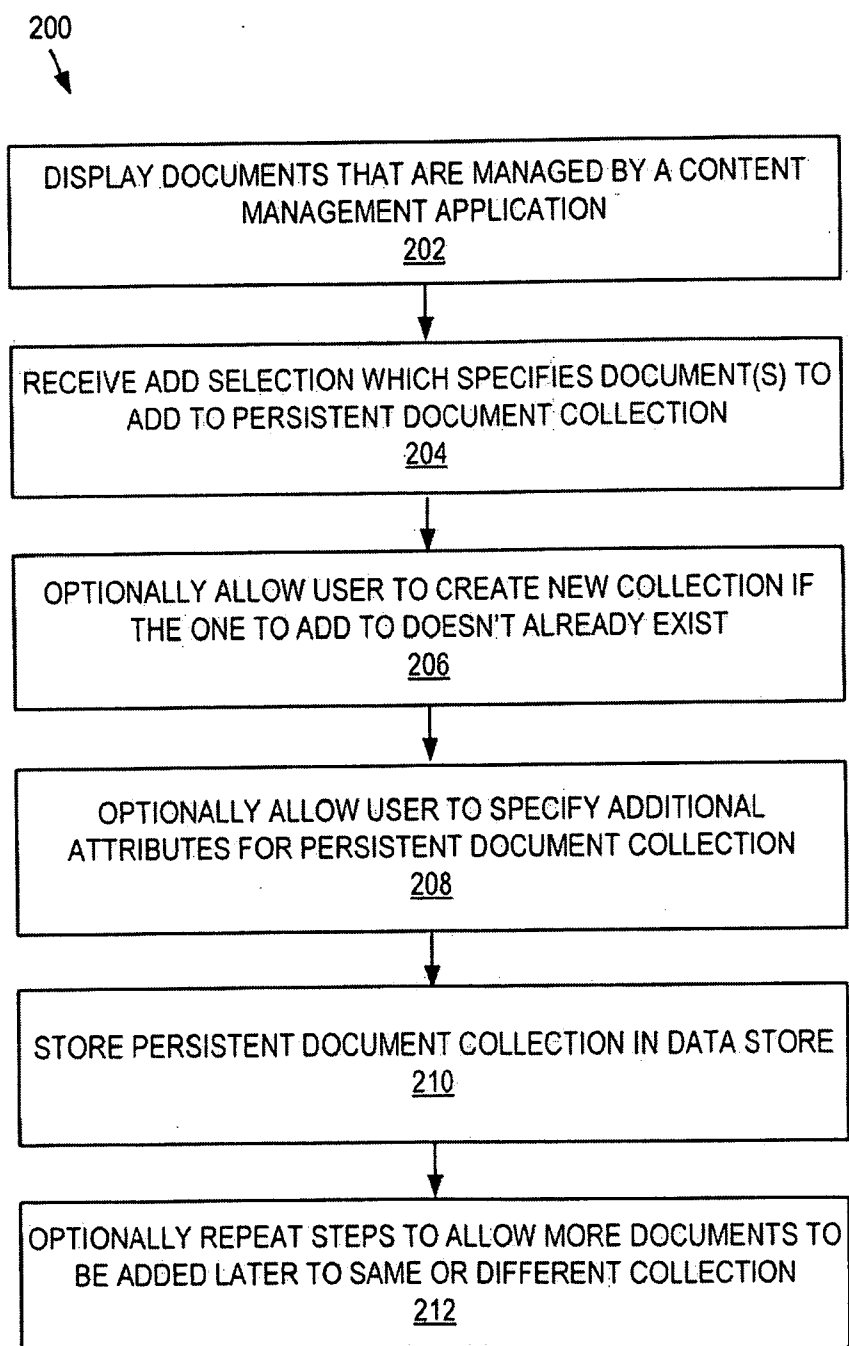 200
DISPLAY DOCUMENTS THAT ARE MANAGED BY A CONTENT
MANAGEMENT APPLICATION
202
RECEIVE ADD SELECTION WHICH SPECIFIES DOCUMENT(S) TO
ADD TO PERSISTENT DOCUMENT COLLECTION
204
OPTIONALLY ALLOW USER TO CREATE NEW COLLECTION IF
THE ONE TO ADD TO DOESN'T ALREADY EXIST
206
OPTIONALLY ALLOW USER TO SPECIFY ADDITIONAL
ATTRIBUTES FOR PERSISTENT DOCUMENT COLLECTION
208
STORE PERSISTENT DOCUMENT COLLECTION IN DATA STORE
210
OPTIONALLY REPEAT STEPS TO ALLOW MORE DOCUMENTS TO
BE ADDED LATER TO SAME OR DIFFERENT COLLECTION
212